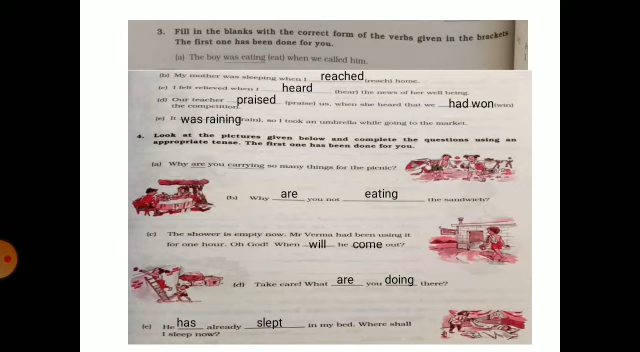 3. Fill in the blanks with the correct form of the verbs given in the brackets
The first one has been done for you.
(a) The boy was eating (eat) when we called him.
(b) My mother was sleeping when I reached (reach) home.
(c) I felt relieved when I heard (hear) the news of her well being.
(d) Our teacher praised (praise) us, when she heard that we had won (win)
the competition.
(e) It was raining rain), so I took an umbrella while going to the market.
4. Look at the pictures given below and complete the questions using an
appropriate tense. The first one has been done for you.
(a) Why are you carrying so many things for the picnic?
(b) Why are you not eating the sandwich?
(c) The shower is empty now. Mr Verma had been using it
for one hour. Oh God! When will he come out?
(d) Take care! What are you doing there?
(e) He has already slept in my bed. Where shall
I sleep now?